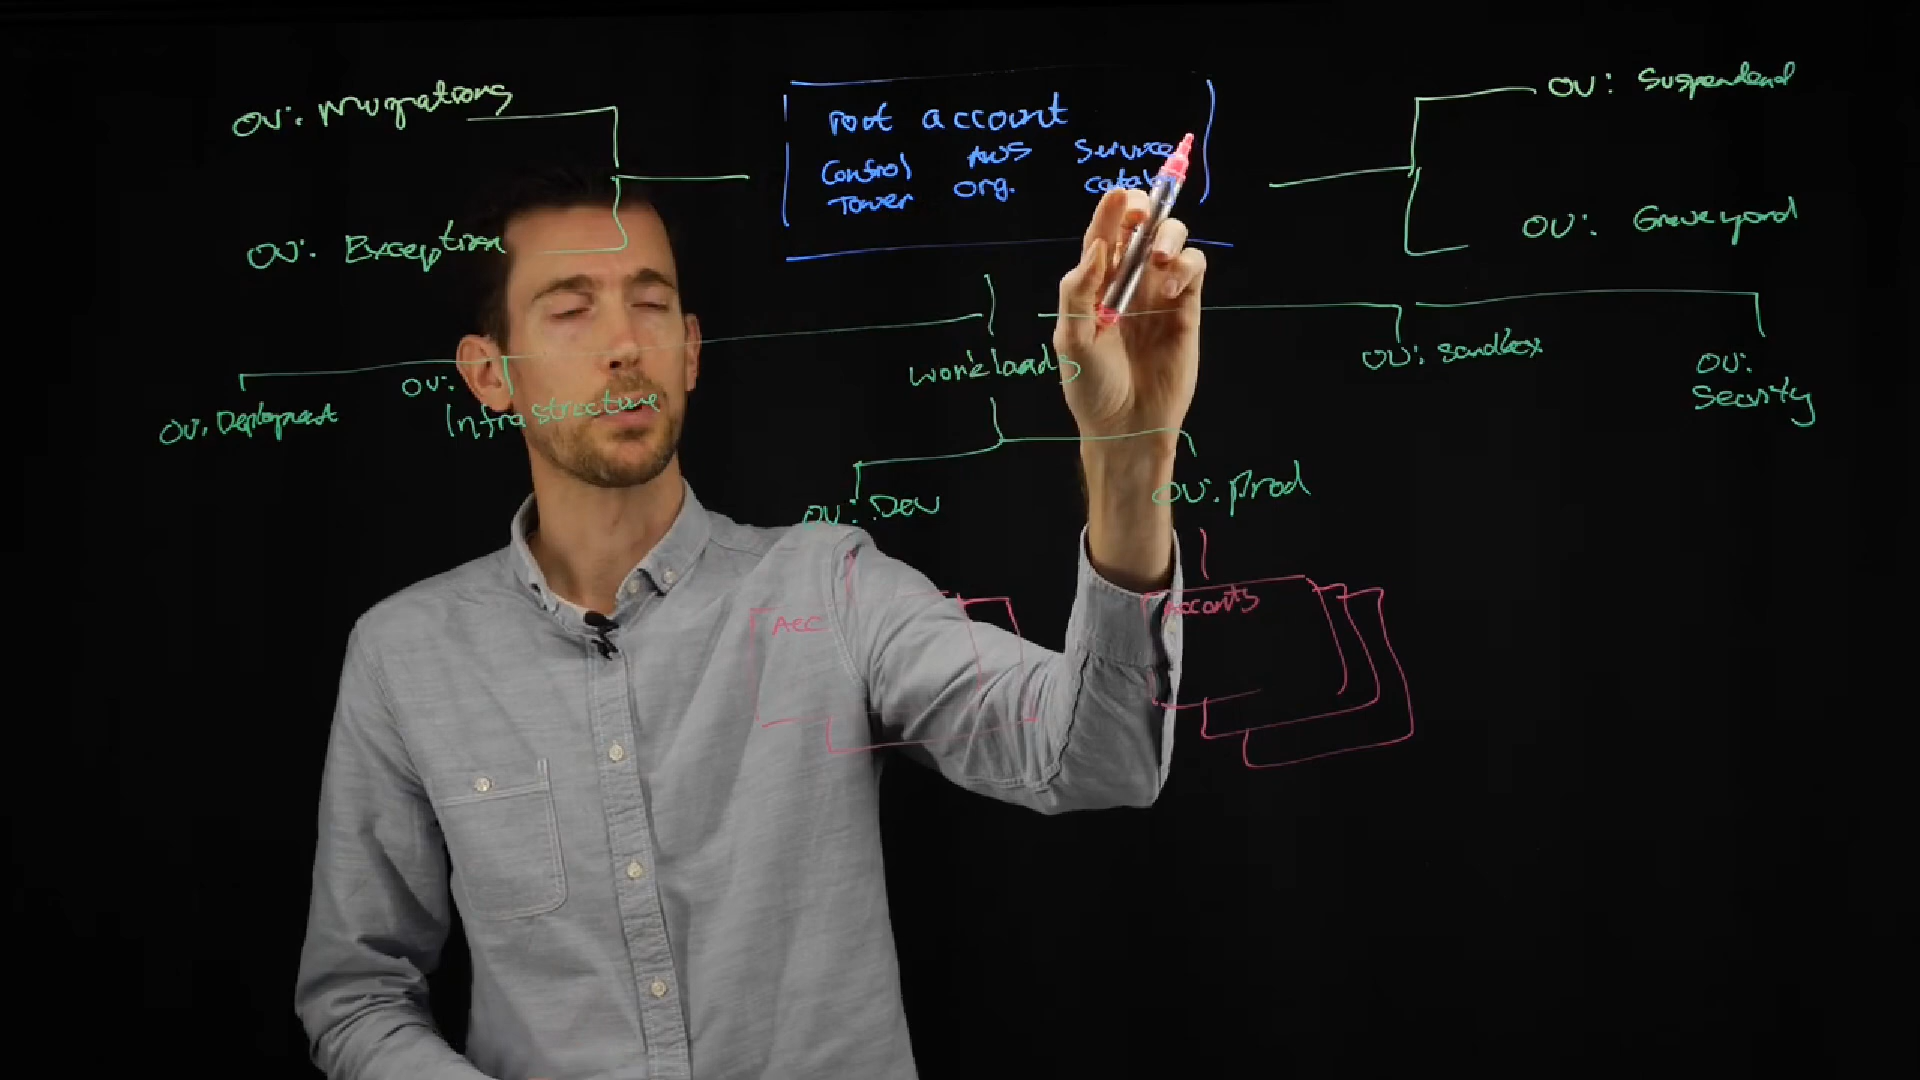 OU: Migrations
OU: Exception
root account
Control Tower
AWS Org.
Service
OU: Suspended
OU: Graveyard
OU: Deployment
OU: Infrastructure
Workloads
OU: Sandbox
OU: Security
OU: Dev
OU: Prod
Acc
Accounts